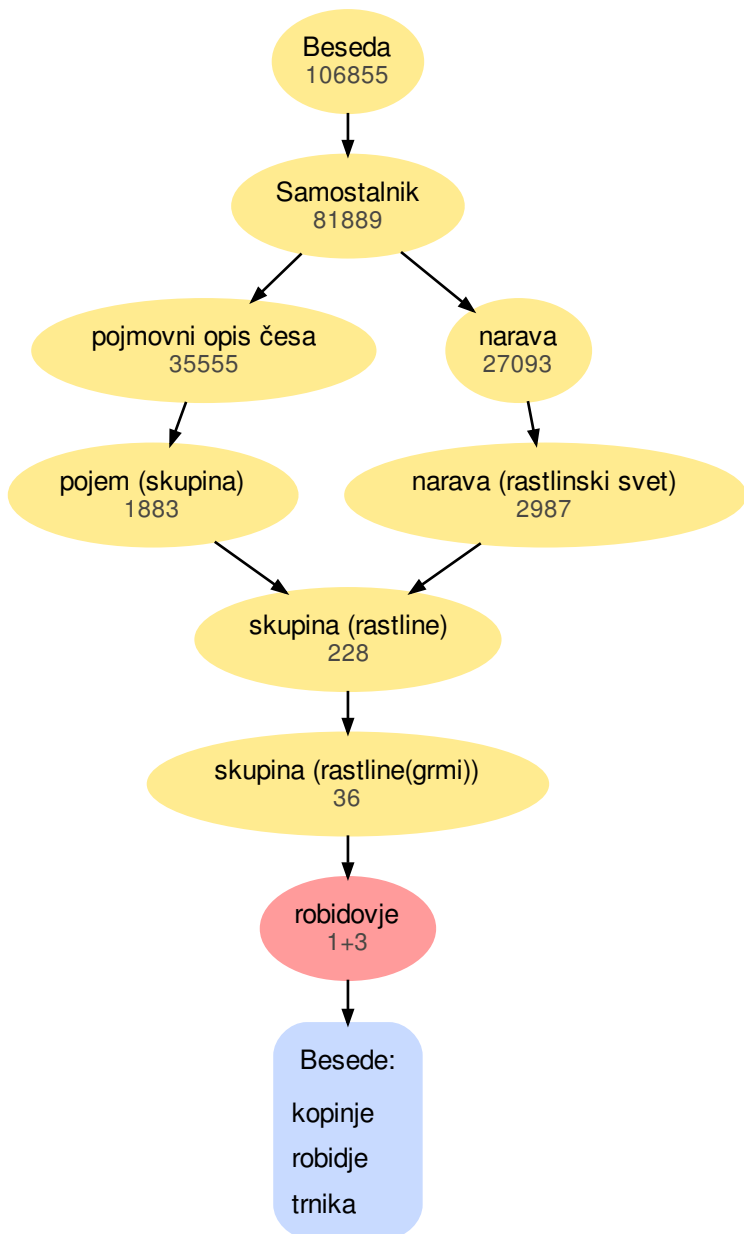 Beseda
106855
Samostalnik
81889
pojmovni opis česa
35555
narava
27093
pojem (skupina)
1883
narava (rastlinski svet)
2987
skupina (rastline)
228
skupina (rastline(grmi))
36
robidovje
1+3
Besede:
kopinje
robidje
trnika